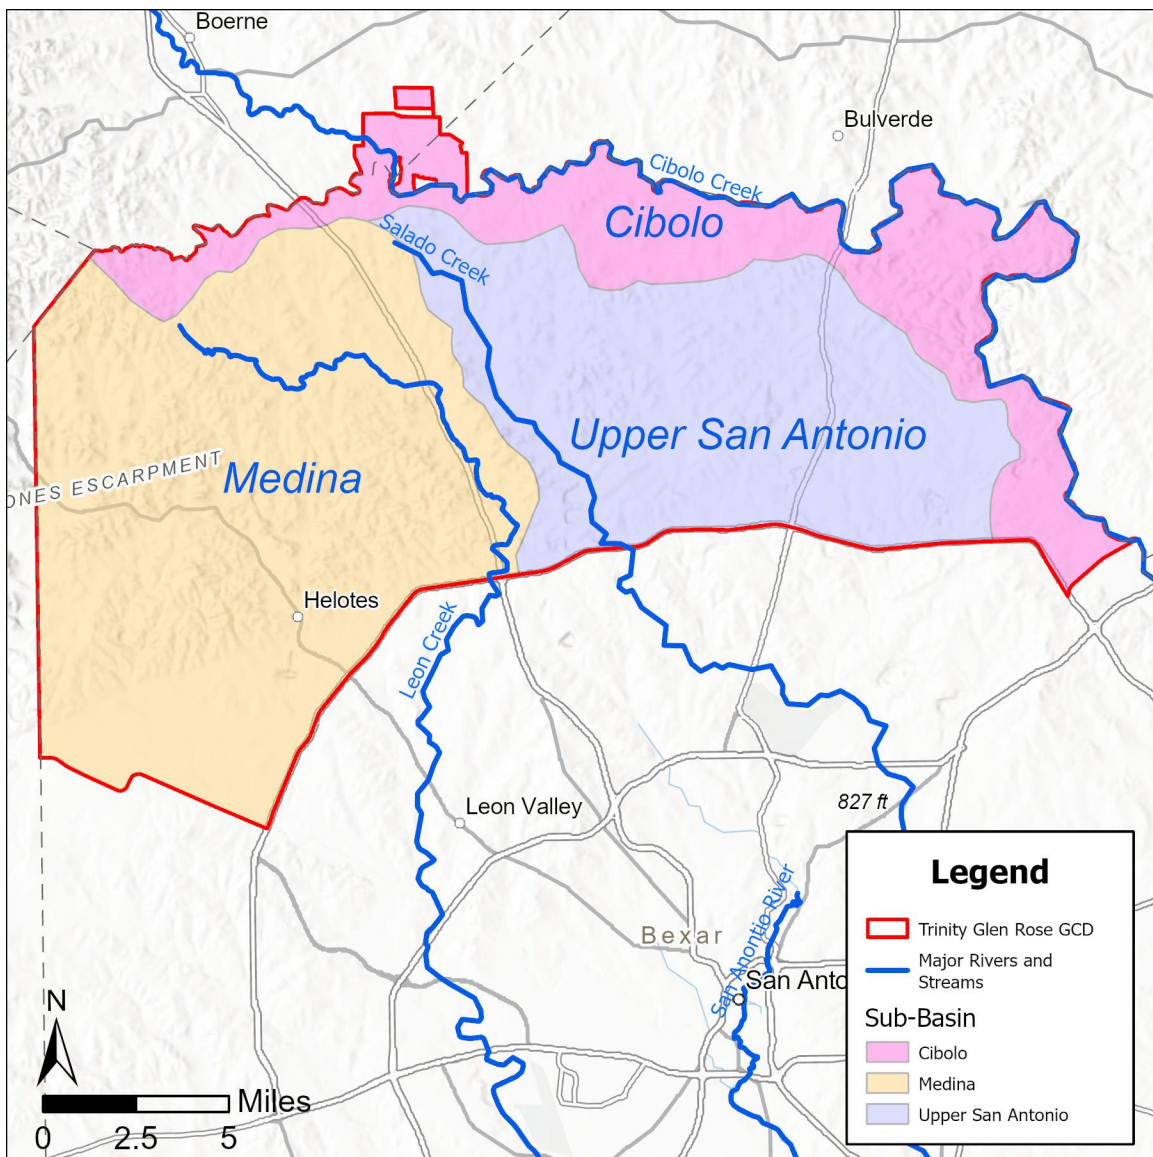 Boerne
Bulverde
Cibolo Creek
Cibolo
Salado Creek
Upper San Antonio
Medina
ONES ESCARPMENT
Helotes
Leon Creek
Leon Valley
827 ft
Bexar
San Anontio River
San Anto
N
Miles
0 2.5 5
Legend
Trinity Glen Rose GCD
Major Rivers and
Streams
Sub-Basin
Cibolo
Medina
Upper San Antonio